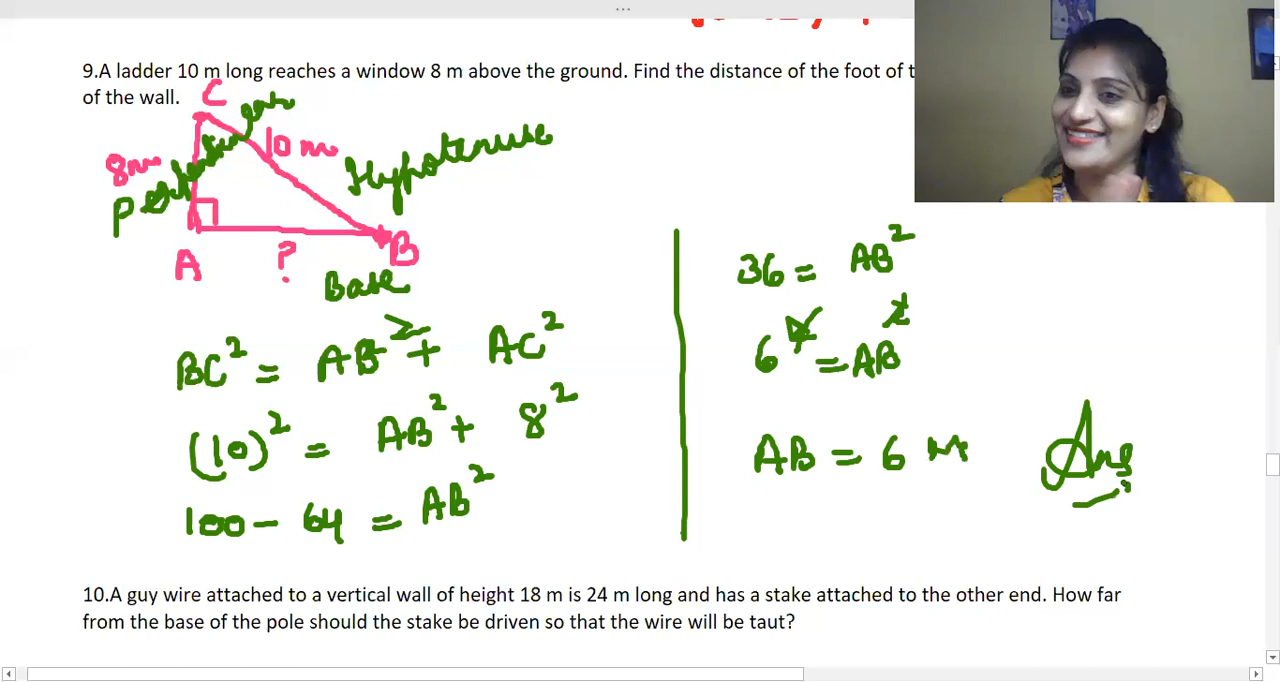 9.A ladder 10 m long reaches a window 8 m above the ground. Find the distance of the foot of t
of the wall.
C
8m
10 m
Hypotenuse
A
?
B
Base
BC² = AB² + AC²
(10)² = AB² + 8²
100 - 64 = AB²
36 = AB²
6² = AB²
AB = 6 M
Ans
10.A guy wire attached to a vertical wall of height 18 m is 24 m long and has a stake attached to the other end. How far
from the base of the pole should the stake be driven so that the wire will be taut?